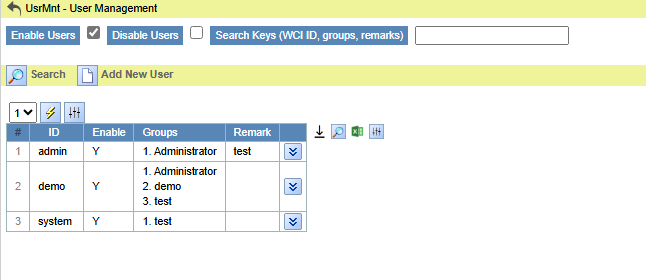 UsrMnt - User Management
Enable Users Disable Users Search Keys (WCI ID, groups, remarks)
Search Add New User
1
# ID Enable Groups Remark
1 admin Y 1. Administrator test
2 demo Y 1. Administrator
2. demo
3. test
3 system Y 1. test